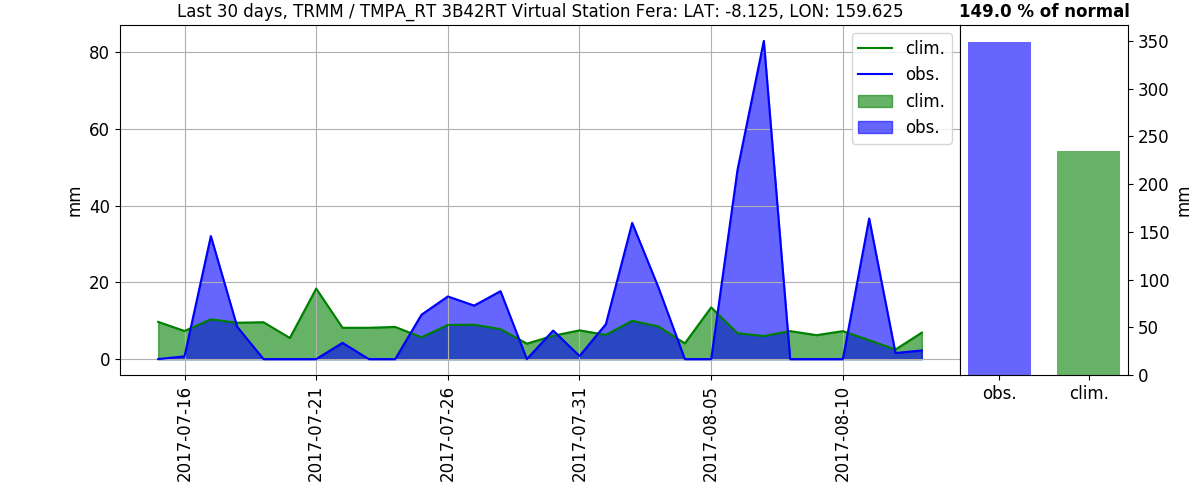 Last 30 days, TRMM / TMPA_RT 3B42RT Virtual Station Fera: LAT: -8.125, LON: 159.625
149.0 % of normal
clim.
obs.
clim.
obs.
80
60
40
20
0
mm
2017-07-16
2017-07-21
2017-07-26
2017-07-31
2017-08-05
2017-08-10
350
300
250
200
150
100
50
0
mm
obs.
clim.